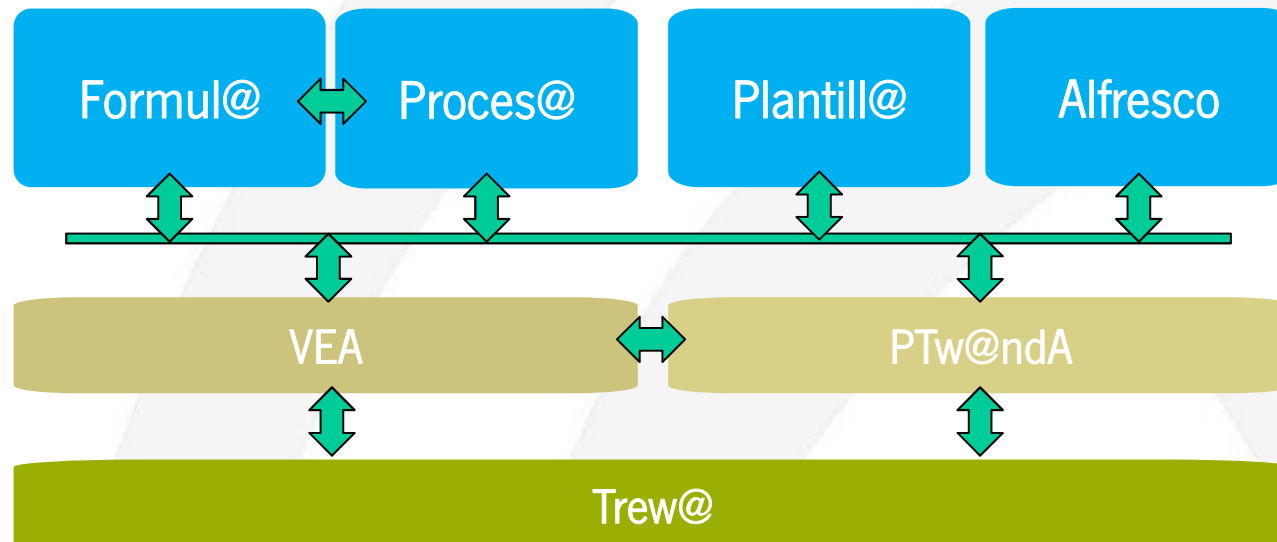 Formul@
Proces@
Plantill@
Alfresco
VEA
PTw@ndA
Trew@